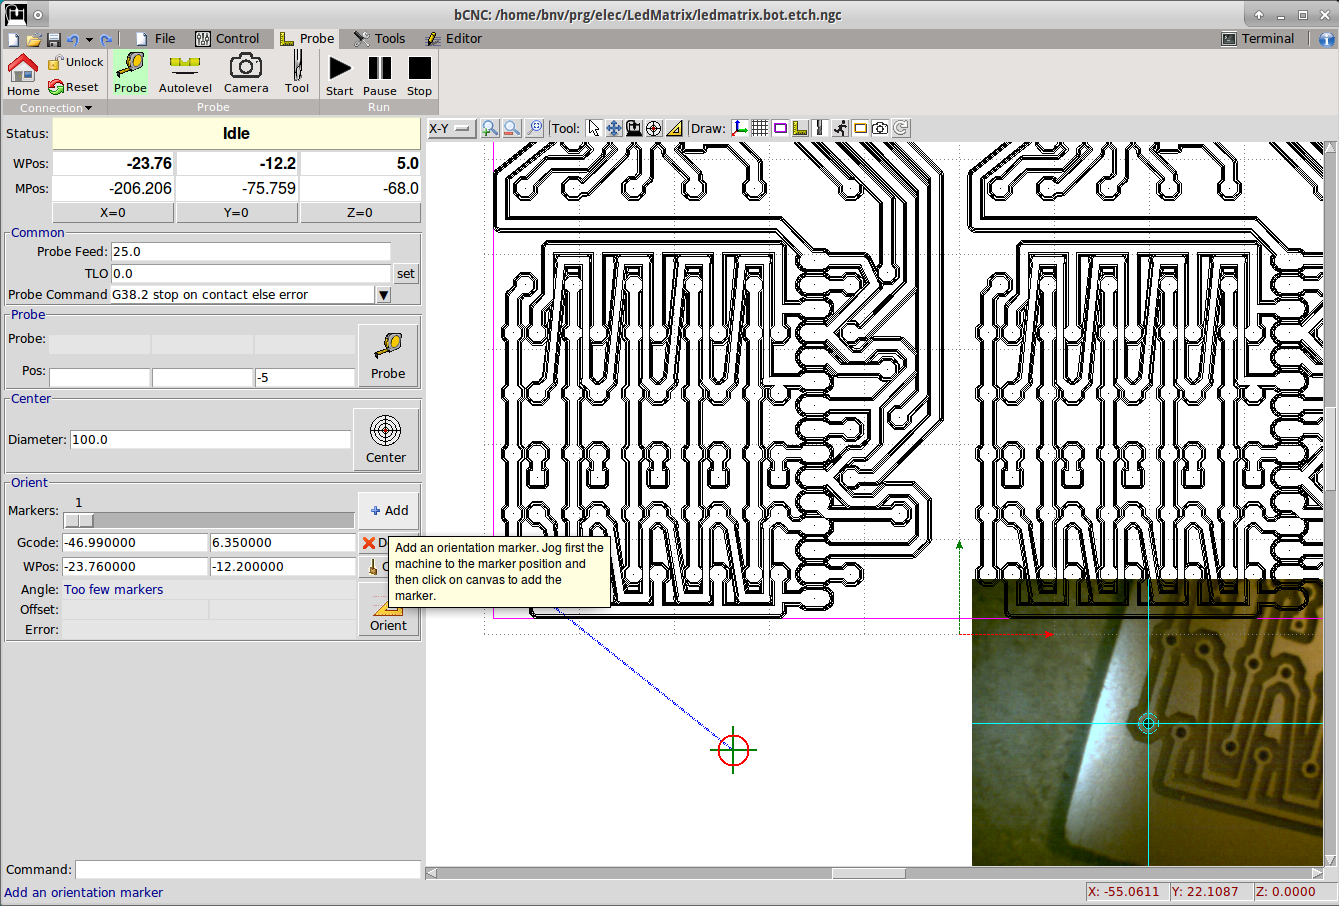 bCNC: /home/bnv/prg/elec/LedMatrix/ledmatrix.bot.etch.ngc
File Control Probe Tools Editor Terminal
Home Unlock Reset Probe Autolevel Camera Tool Start Pause Stop
Connection Probe Run
Status: Idle
WPos: -23.76 -12.2 5.0
MPos: -206.206 -75.759 -68.0
X=0 Y=0 Z=0
X-Y Tool: Draw:
Common
Probe Feed: 25.0
TLO 0.0 set
Probe Command G38.2 stop on contact else error
Probe
Probe:
Pos: -5
Probe
Center
Diameter: 100.0
Center
Orient
1
Markers: + Add
Gcode: -46.990000 6.350000
WPos: -23.760000 -12.200000
Angle: Too few markers
Offset:
Error:
Orient
Add an orientation marker. Jog first the
machine to the marker position and
then click on canvas to add the
marker.
Command:
Add an orientation marker
X: -55.0611 Y: 22.1087 Z: 0.0000